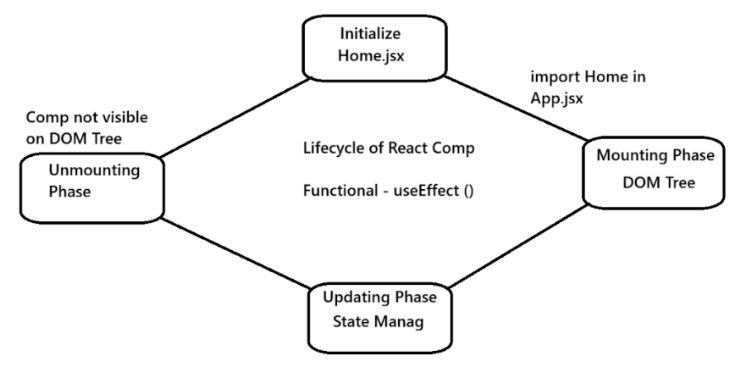 Initialize
Home.jsx
import Home in
App.jsx
Comp not visible
on DOM Tree
Lifecycle of React Comp
Mounting Phase
DOM Tree
Unmounting
Phase
Functional - useEffect ()
Updating Phase
State Manag